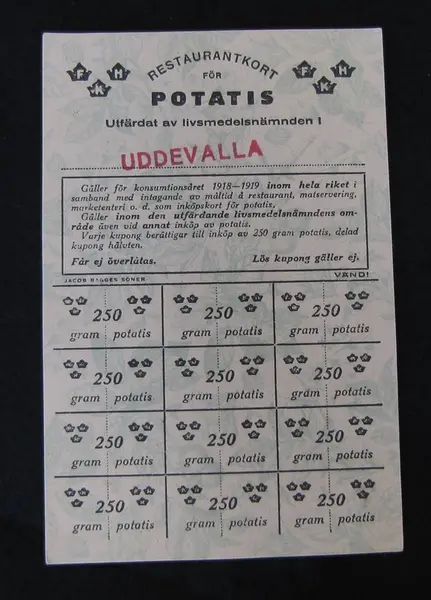 F H K
RESTAURANTKORT
F H K
FÖR
POTATIS
Utfärdat av livsmedelsnämnden i
UDDEVALLA
Gäller för konsumtionsåret 1918—1919 inom hela riket i
samband med intagande av måltid å restaurant, matservering,
marketenteri o. d. som inköpskort för potatis,
Gäller inom den utfärdande livsmedelsnämndens om-
råde även vid annat inköp av potatis.
Varje kupong berättigar till inköp av 250 gram potatis, delad
kupong hälften.
Får ej överlåtas. Lös kupong gäller ej.
JACOB BAGGES SÖNER VÄND!
250 250 250
gram potatis gram potatis gram potatis
250 250 250
gram potatis gram potatis gram potatis
250 250 250
gram potatis gram potatis gram potatis
250 250 250
gram potatis gram potatis gram potatis